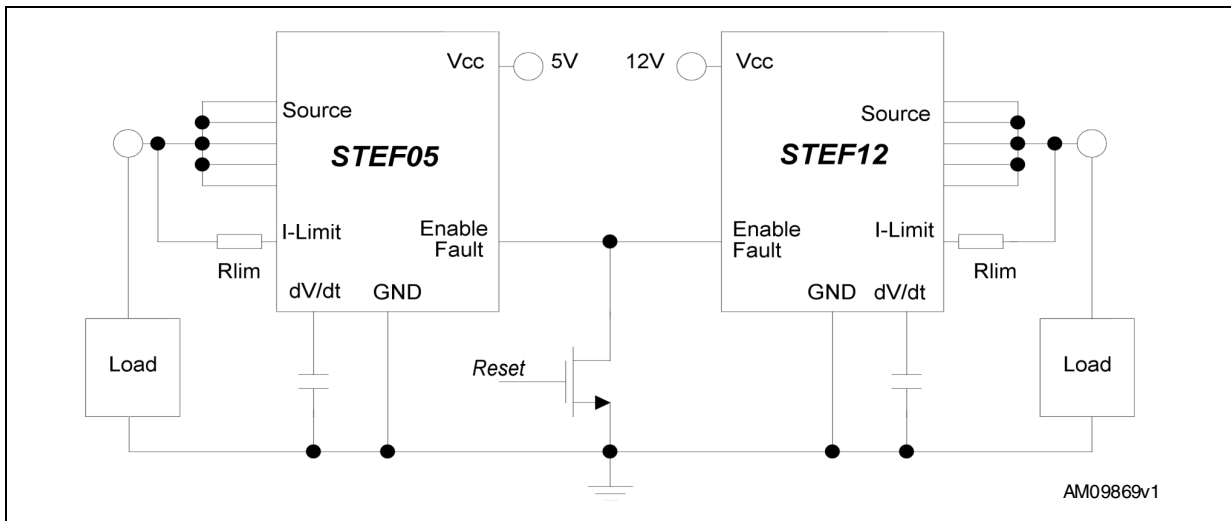 Vcc
5V
12V
Vcc
Source
Source
STEF05
STEF12
I-Limit
Enable
Fault
Enable
Fault
I-Limit
Rlim
Rlim
dV/dt
GND
GND
dV/dt
Load
Reset
Load
AM09869v1